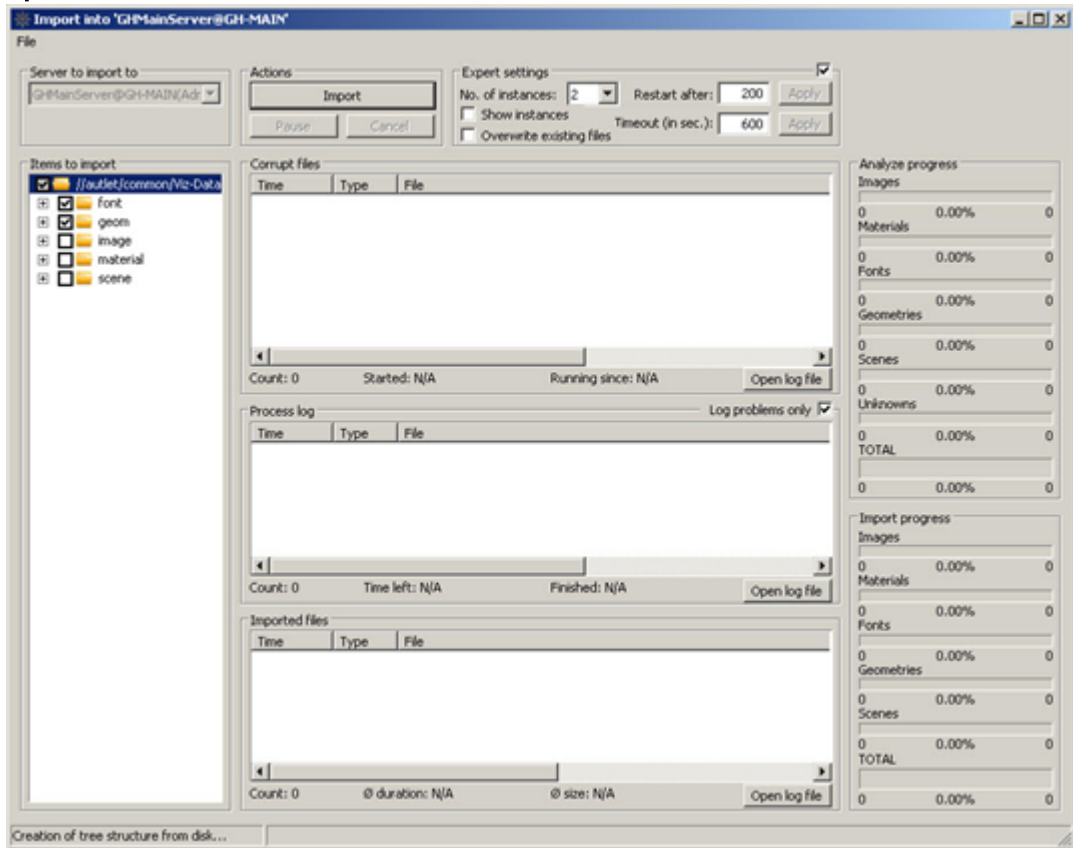 Import into 'GHMainServer@GH-MAIN'
File
Server to import to
GHMainServer@GH-MAIN(Adr
Actions
Import
Pause Cancel
Expert settings
No. of instances: 2 Restart after: 200 Apply
Show instances
Timeout (in sec.): 600 Apply
Overwrite existing files
Items to import
//autlet/common/Viz-Data
font
geom
image
material
scene
Corrupt files
Time Type File
Count: 0 Started: N/A Running since: N/A Open log file
Process log Log problems only
Time Type File
Count: 0 Time left: N/A Finished: N/A Open log file
Imported files
Time Type File
Count: 0 Ø duration: N/A Ø size: N/A Open log file
Analyze progress
Images
0 0.00% 0
Materials
0 0.00% 0
Fonts
0 0.00% 0
Geometries
0 0.00% 0
Scenes
0 0.00% 0
Unknowns
0 0.00% 0
TOTAL
0 0.00% 0
Import progress
Images
0 0.00% 0
Materials
0 0.00% 0
Fonts
0 0.00% 0
Geometries
0 0.00% 0
Scenes
0 0.00% 0
TOTAL
0 0.00% 0
Creation of tree structure from disk...